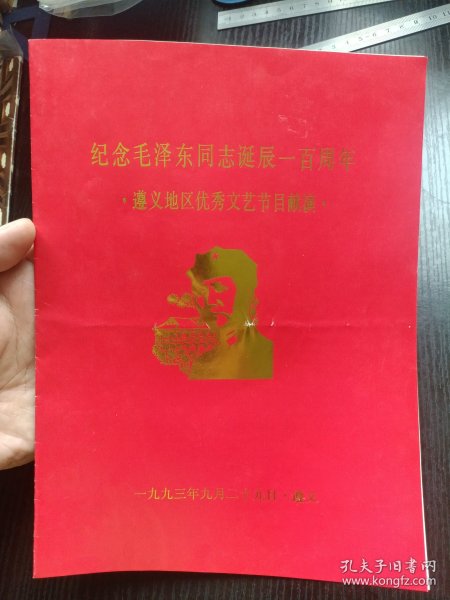 纪念毛泽东同志诞辰一百周年
·遵义地区优秀文艺节目献演·
一九九三年九月二十九日·遵义
孔夫子旧书网
www.kongfz.com